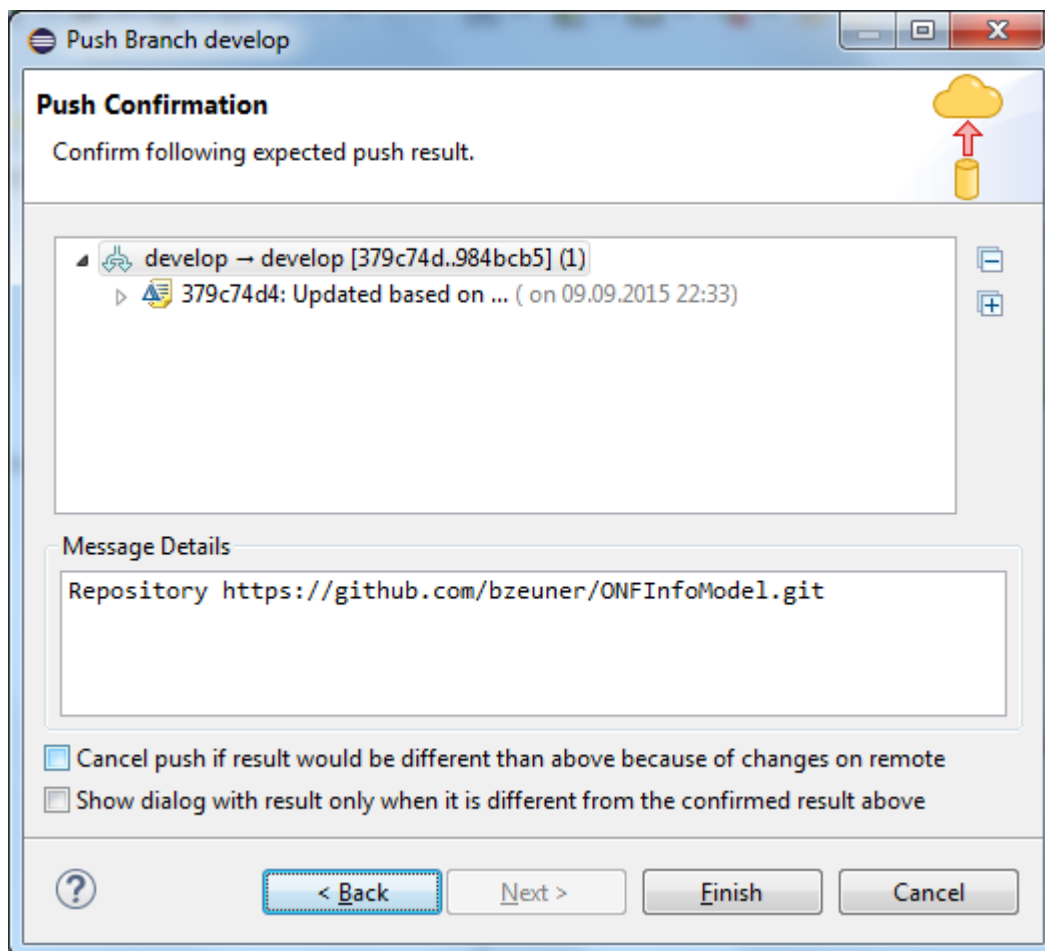 Push Branch develop
Push Confirmation
Confirm following expected push result.
develop → develop [379c74d..984bcb5] (1)
379c74d4: Updated based on ... ( on 09.09.2015 22:33)
Message Details
Repository https://github.com/bzeuner/ONFInfoModel.git
Cancel push if result would be different than above because of changes on remote
Show dialog with result only when it is different from the confirmed result above
? < Back Next > Finish Cancel